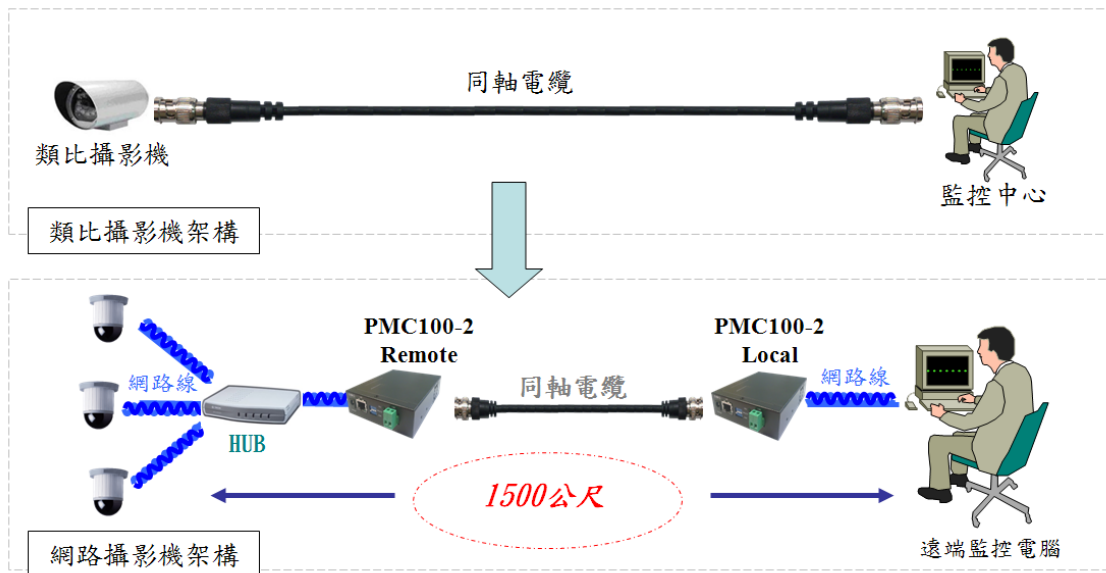 同軸電纜
類比攝影機
監控中心
類比攝影機架構
PMC100-2
Remote
PMC100-2
Local
網路線
同軸電纜
網路線
HUB
1500公尺
網路攝影機架構
遠端監控電腦